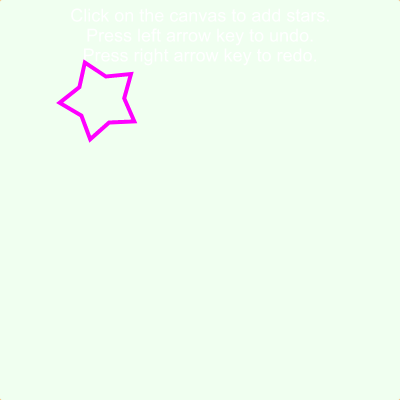 Click on the canvas to add stars.
Press left arrow key to undo.
Press right arrow key to redo.